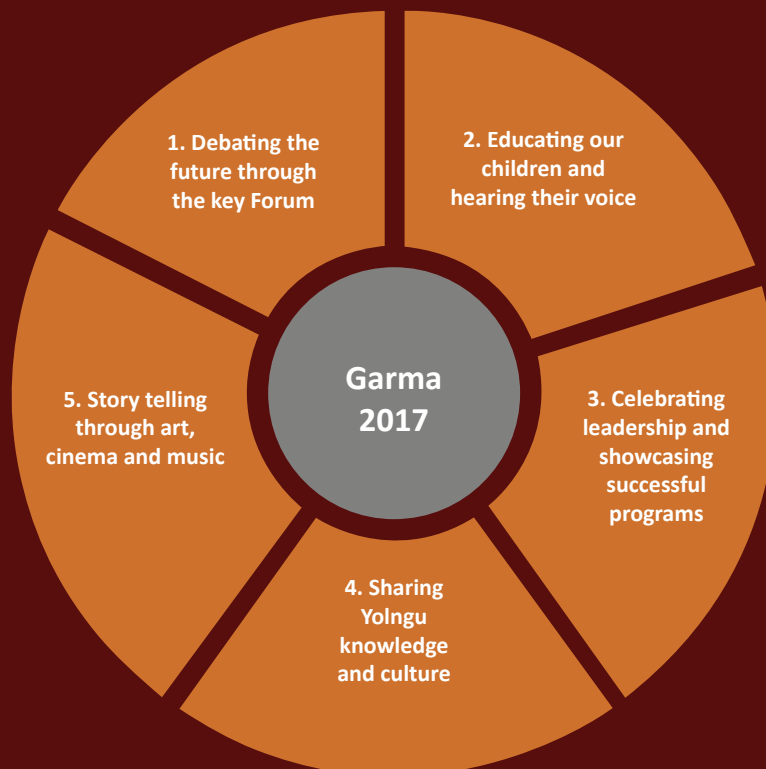 1. Debating the
future through
the key Forum
2. Educating our
children and
hearing their voice
3. Celebrating
leadership and
showcasing
successful
programs
4. Sharing
Yolngu
knowledge
and culture
5. Story telling
through art,
cinema and music
Garma
2017